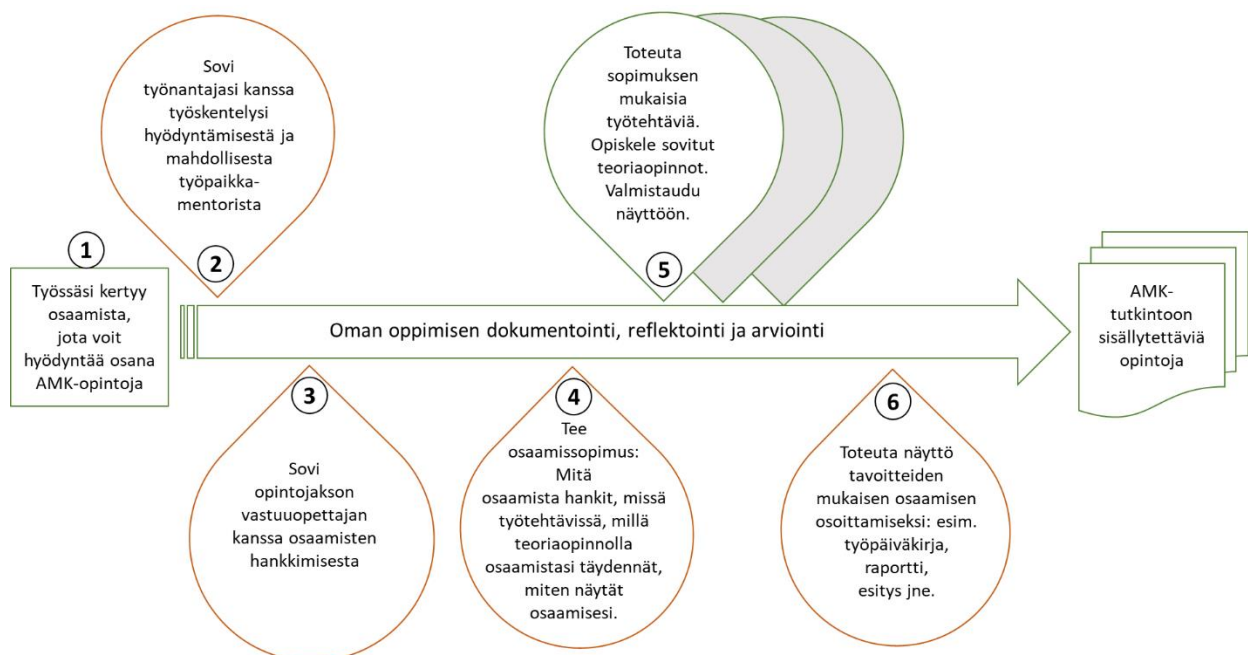 1
Työssäsi kertyy
osaamista,
jota voit
hyödyntää osana
AMK-opintoja
Sovi
työnantajasi kanssa
työskentelysi
hyödyntämisestä ja
mahdollisesta
työpaikka-
mentorista
2
3
Sovi
opintojakson
vastuuopettajan
kanssa osaamisten
hankkimisesta
4
Tee
osaamissopimus:
Mitä
osaamista hankit, missä
työtehtävissä, millä
teoriaopinnolla
osaamistasi täydennät,
miten näytät
osaamisesi.
Toteuta
sopimuksen
mukaisia
työtehtäviä.
Opiskele sovitut
teoriaopinnot.
Valmistaudu
näyttöön.
5
6
Toteuta näyttö
tavoitteiden
mukaisen osaamisen
osoittamiseksi: esim.
työpäiväkirja,
raportti,
esitys jne.
Oman oppimisen dokumentointi, reflektointi ja arviointi
AMK-
tutkintoon
sisällytettäviä
opintoja